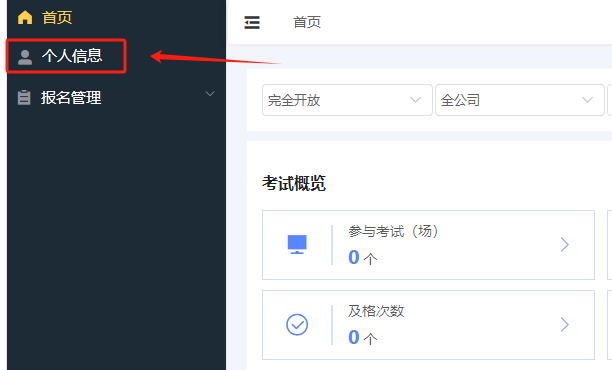 首页
个人信息
报名管理
首页
完全开放
全公司
考试概览
参与考试（场）
0 个
及格次数
0 个